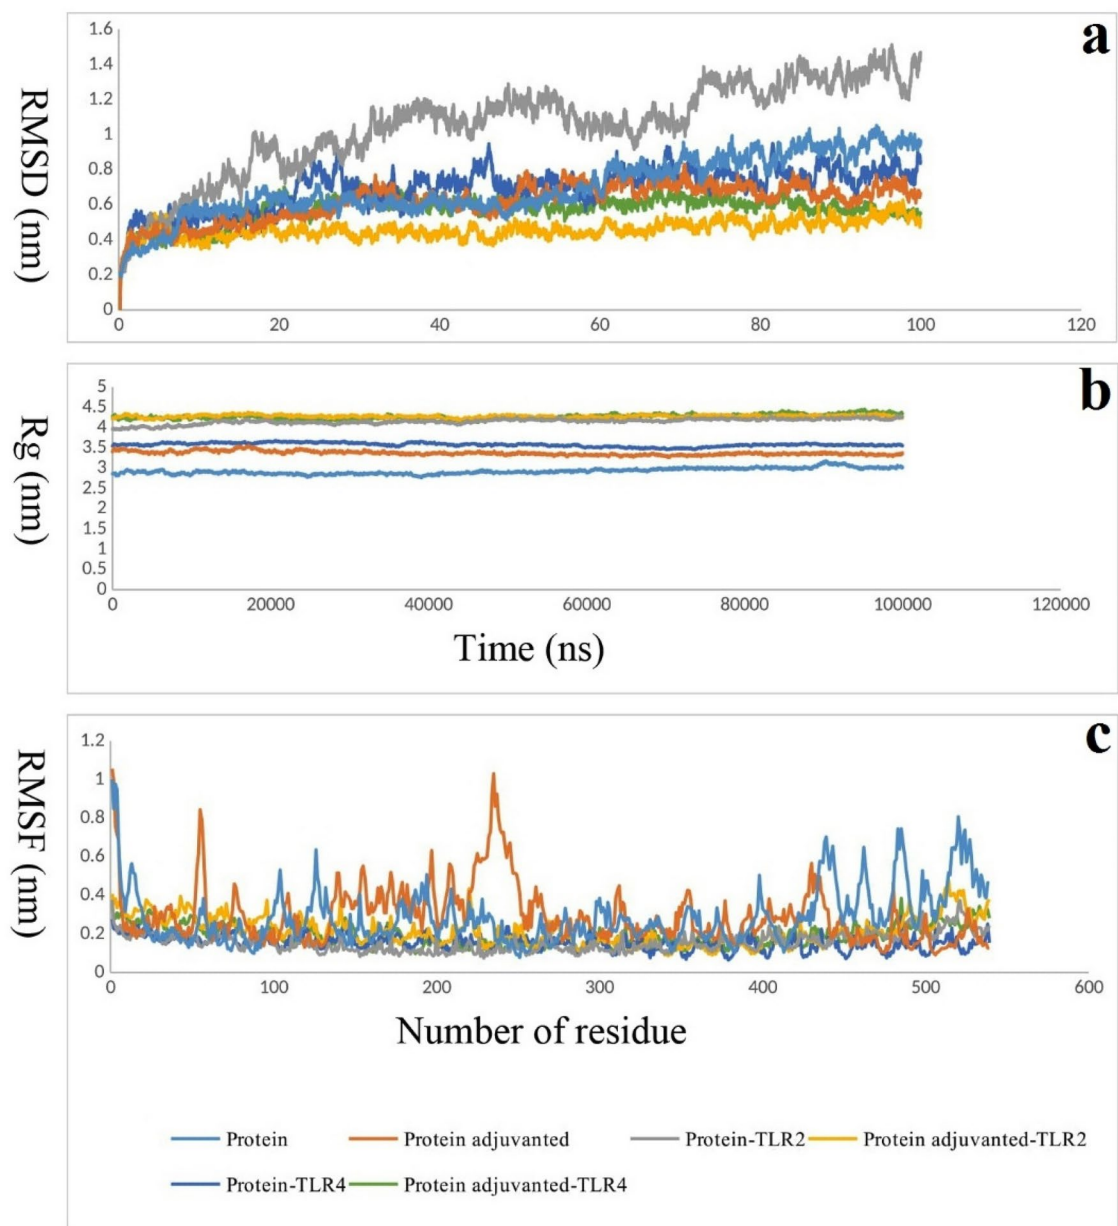 a
RMSD (nm)
1.6
1.4
1.2
1
0.8
0.6
0.4
0.2
0
0 20 40 60 80 100 120
b
Rg (nm)
5
4.5
4
3.5
3
2.5
2
1.5
1
0.5
0
0 20000 40000 60000 80000 100000 120000
Time (ns)
c
RMSF (nm)
1.2
1
0.8
0.6
0.4
0.2
0
0 100 200 300 400 500 600
Number of residue
Protein Protein adjuvanted Protein-TLR2 Protein adjuvanted-TLR2
Protein-TLR4 Protein adjuvanted-TLR4